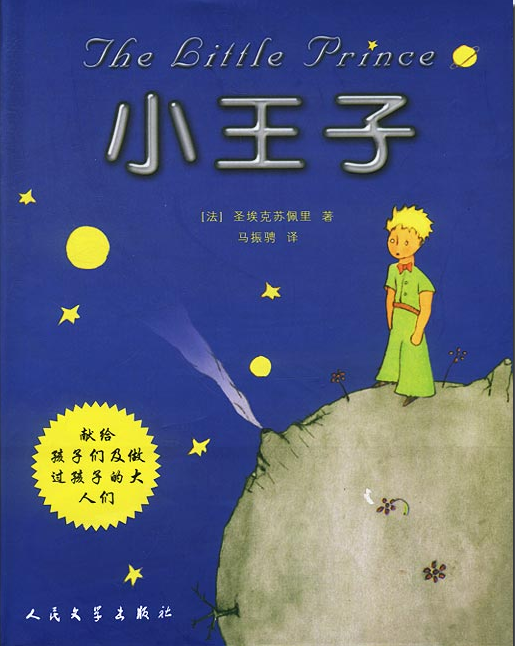 The Little Prince
小王子
[法] 圣埃克苏佩里 著
马振骋 译
献给
孩子们及做
过孩子的大
人们
人民文学出版社